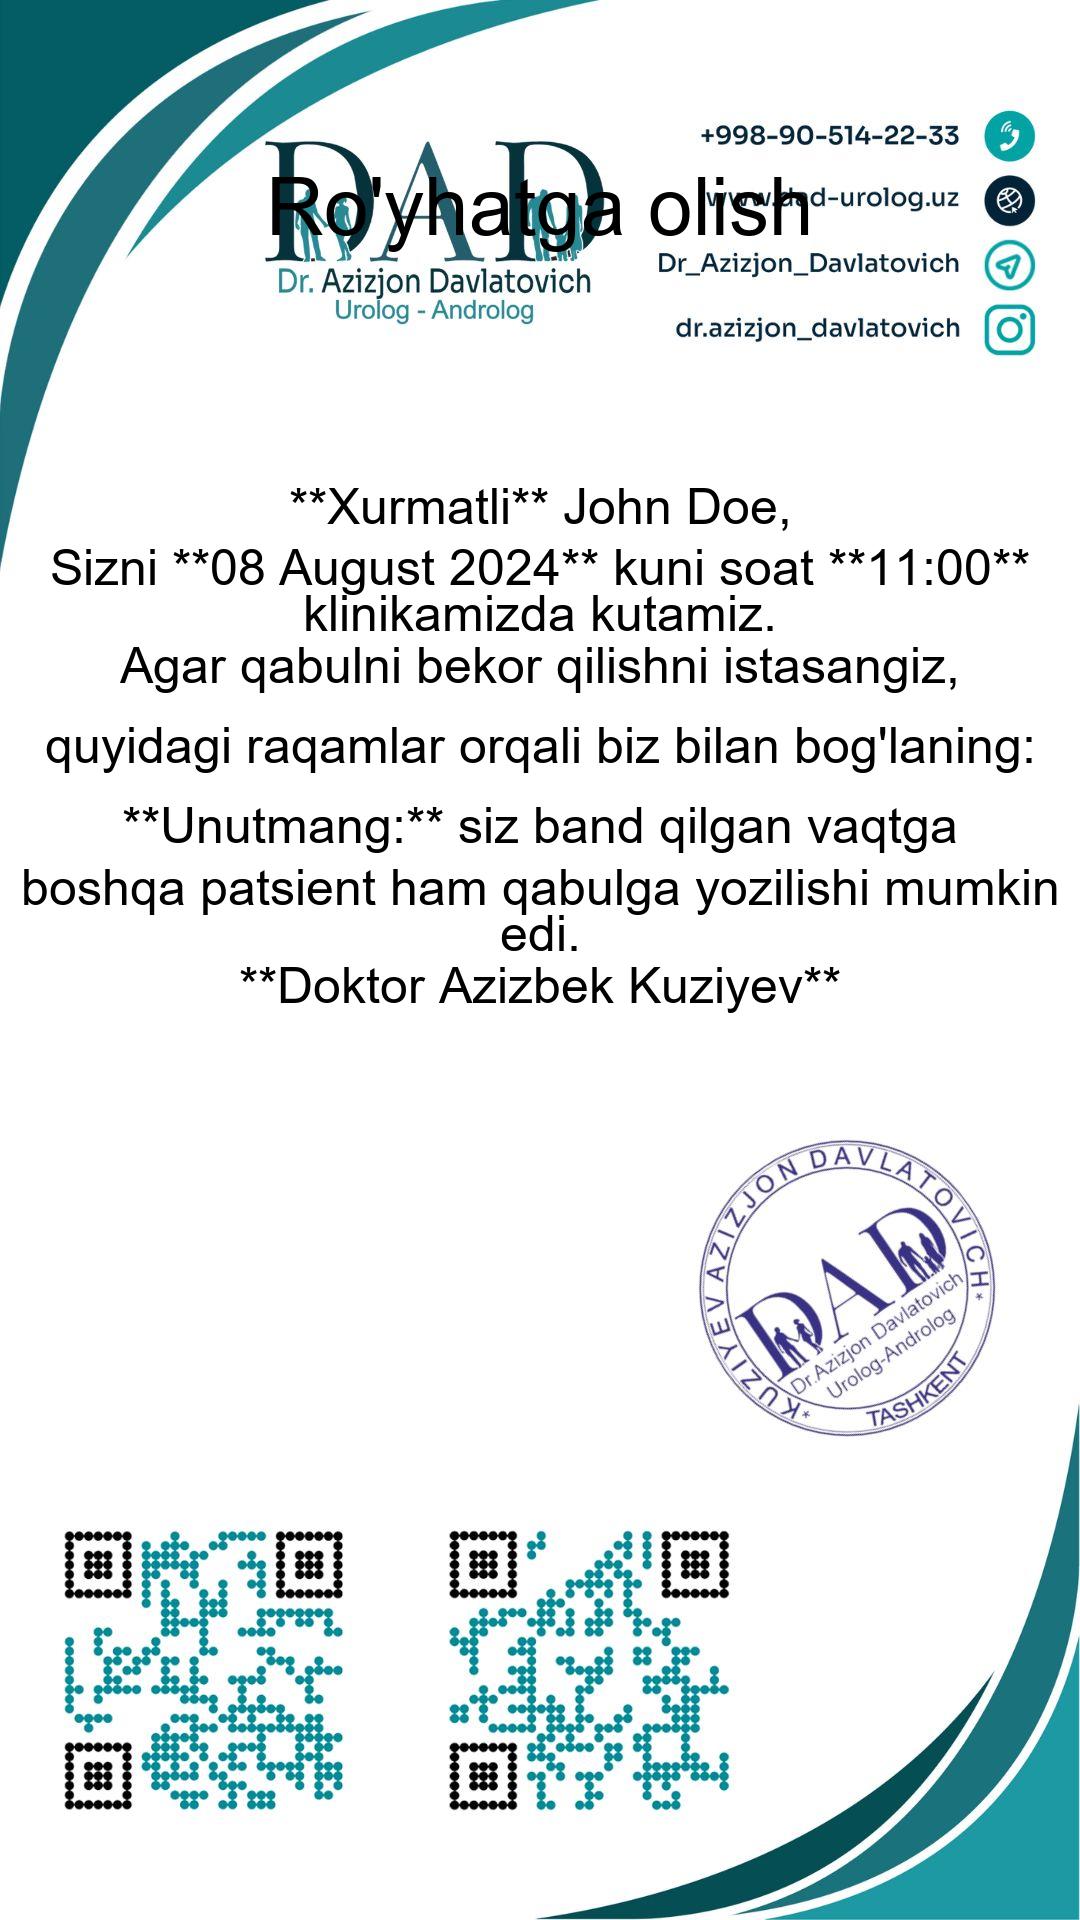 +998-90-514-22-33
DAD
Ro'yhatga olish
www.dad-urolog.uz
Dr_Azizjon_Davlatovich
Dr. Azizjon Davlatovich
Urolog - Androlog
dr.azizjon_davlatovich
**Xurmatli** John Doe,
Sizni **08 August 2024** kuni soat **11:00**
klinikamizda kutamiz.
Agar qabulni bekor qilishni istasangiz,
quyidagi raqamlar orqali biz bilan bog'laning:
**Unutmang:** siz band qilgan vaqtga
boshqa patsient ham qabulga yozilishi mumkin
edi.
**Doktor Azizbek Kuziyev**
*KUZIYEV AZIZJON DAVLATOVICH*
DAD
Dr.Azizjon Davlatovich
Urolog-Androlog
TASHKENT